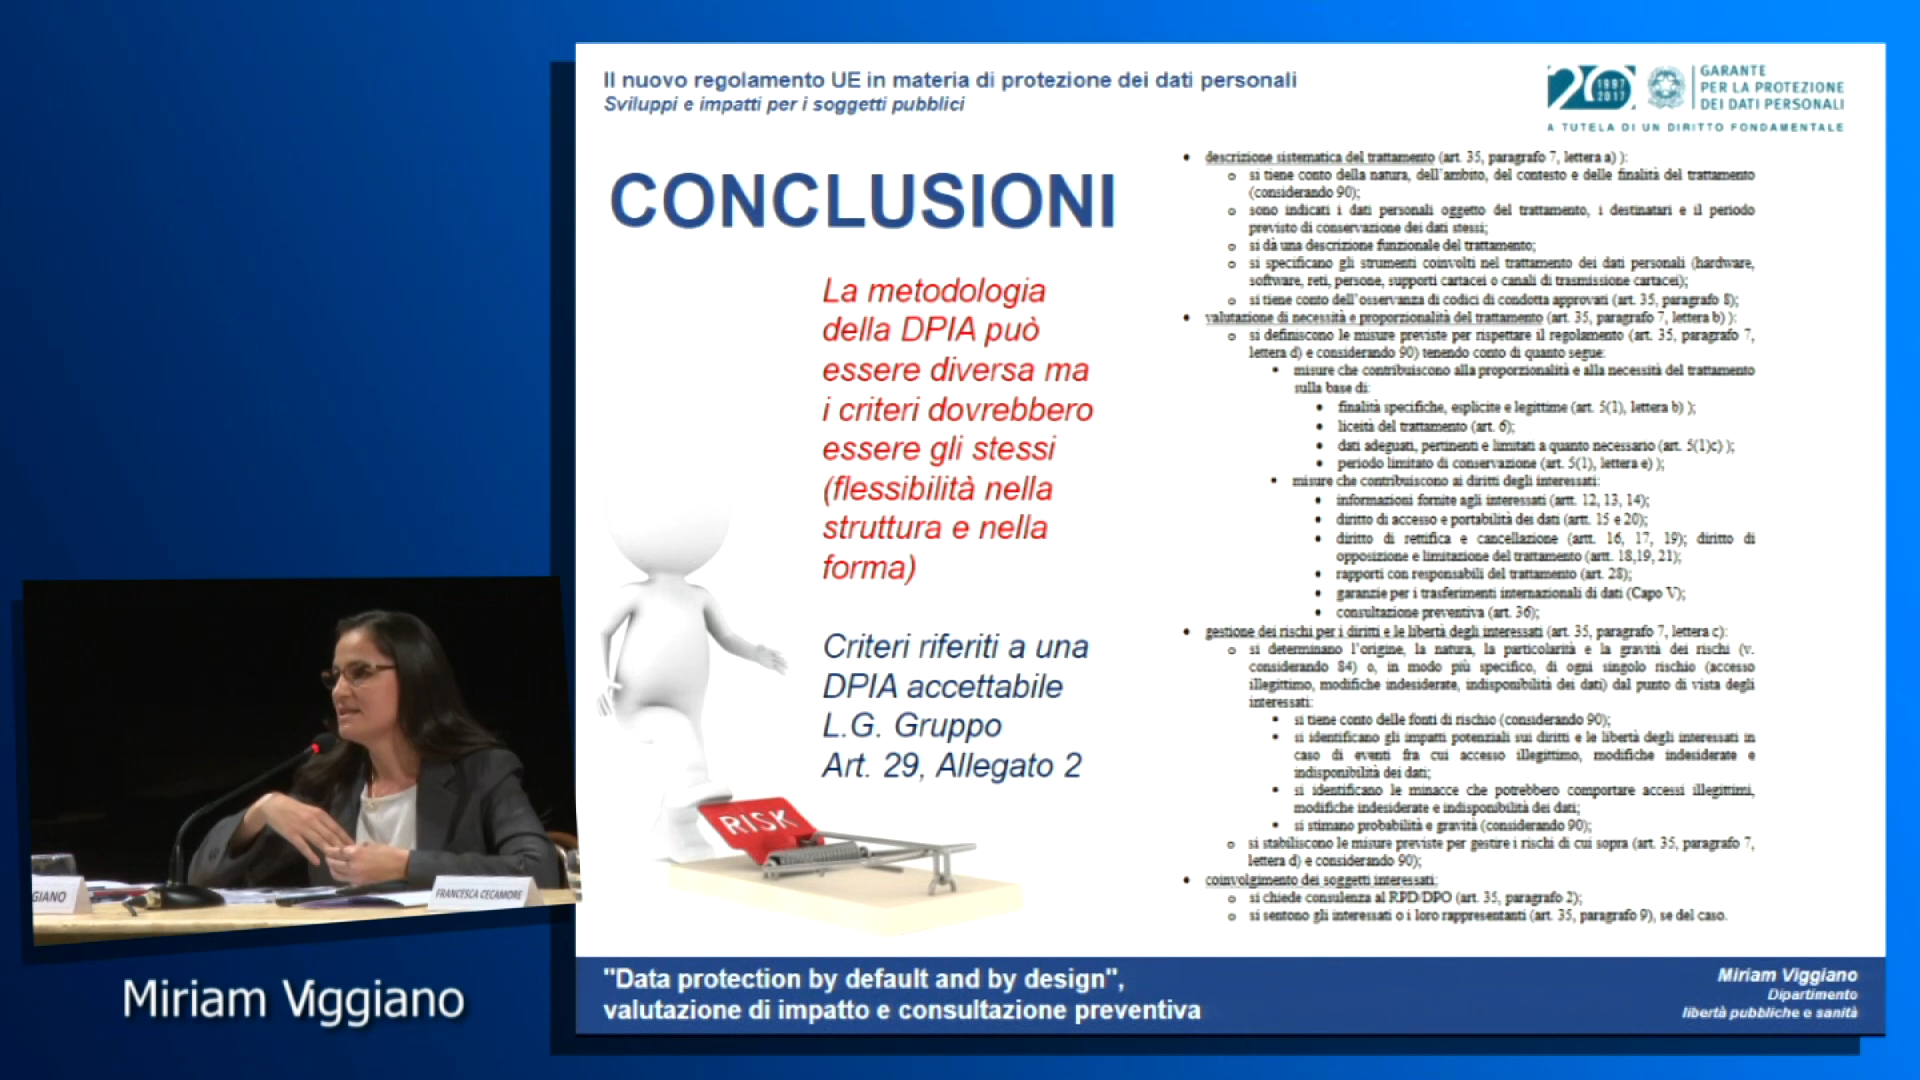 Il nuovo regolamento UE in materia di protezione dei dati personali
Sviluppi e impatti per i soggetti pubblici
20
1997
2017
GARANTE
PER LA PROTEZIONE
DEI DATI PERSONALI
A TUTELA DI UN DIRITTO FONDAMENTALE
CONCLUSIONI
La metodologia
della DPIA può
essere diversa ma
i criteri dovrebbero
essere gli stessi
(flessibilità nella
struttura e nella
forma)
Criteri riferiti a una
DPIA accettabile
L.G. Gruppo
Art. 29, Allegato 2
RISK
• descrizione sistematica del trattamento (art. 35, paragrafo 7, lettera a) ):
o si tiene conto della natura, dell'ambito, del contesto e delle finalità del trattamento
(considerando 90);
o sono indicati i dati personali oggetto del trattamento, i destinatari e il periodo
previsto di conservazione dei dati stessi;
o si dà una descrizione funzionale del trattamento;
o si specificano gli strumenti coinvolti nel trattamento dei dati personali (hardware,
software, reti, persone, supporti cartacei o canali di trasmissione cartacei);
o si tiene conto dell'osservanza di codici di condotta approvati (art. 35, paragrafo 8);
• valutazione di necessità e proporzionalità del trattamento (art. 35, paragrafo 7, lettera b) ):
o si definiscono le misure previste per rispettare il regolamento (art. 35, paragrafo 7,
lettera d) e considerando 90) tenendo conto di quanto segue:
• misure che contribuiscono alla proporzionalità e alla necessità del trattamento
sulla base di:
• finalità specifiche, esplicite e legittime (art. 5(1), lettera b) );
• liceità del trattamento (art. 6);
• dati adeguati, pertinenti e limitati a quanto necessario (art. 5(1)c) );
• periodo limitato di conservazione (art. 5(1), lettera e) );
• misure che contribuiscono ai diritti degli interessati:
• informazioni fornite agli interessati (artt. 12, 13, 14);
• diritto di accesso e portabilità dei dati (artt. 15 e 20);
• diritto di rettifica e cancellazione (artt. 16, 17, 19); diritto di
opposizione e limitazione del trattamento (artt. 18,19, 21);
• rapporti con responsabili del trattamento (art. 28);
• garanzie per i trasferimenti internazionali di dati (Capo V);
• consultazione preventiva (art. 36);
• gestione dei rischi per i diritti e le libertà degli interessati (art. 35, paragrafo 7, lettera c):
o si determinano l'origine, la natura, la particolarità e la gravità dei rischi (v.
considerando 84) o, in modo più specifico, di ogni singolo rischio (accesso
illegittimo, modifiche indesiderate, indisponibilità dei dati) dal punto di vista degli
interessati:
• si tiene conto delle fonti di rischio (considerando 90);
• si identificano gli impatti potenziali sui diritti e le libertà degli interessati in
caso di eventi fra cui accesso illegittimo, modifiche indesiderate e
indisponibilità dei dati;
• si identificano le minacce che potrebbero comportare accessi illegittimi,
modifiche indesiderate e indisponibilità dei dati;
• si stimano probabilità e gravità (considerando 90);
o si stabiliscono le misure previste per gestire i rischi di cui sopra (art. 35, paragrafo 7,
lettera d) e considerando 90);
• coinvolgimento dei soggetti interessati:
o si chiede consulenza al RPD/DPO (art. 35, paragrafo 2);
o si sentono gli interessati o i loro rappresentanti (art. 35, paragrafo 9), se del caso.
GIANO
FRANCESCA CECAMORE
Miriam Viggiano
"Data protection by default and by design",
valutazione di impatto e consultazione preventiva
Miriam Viggiano
Dipartimento
libertà pubbliche e sanità